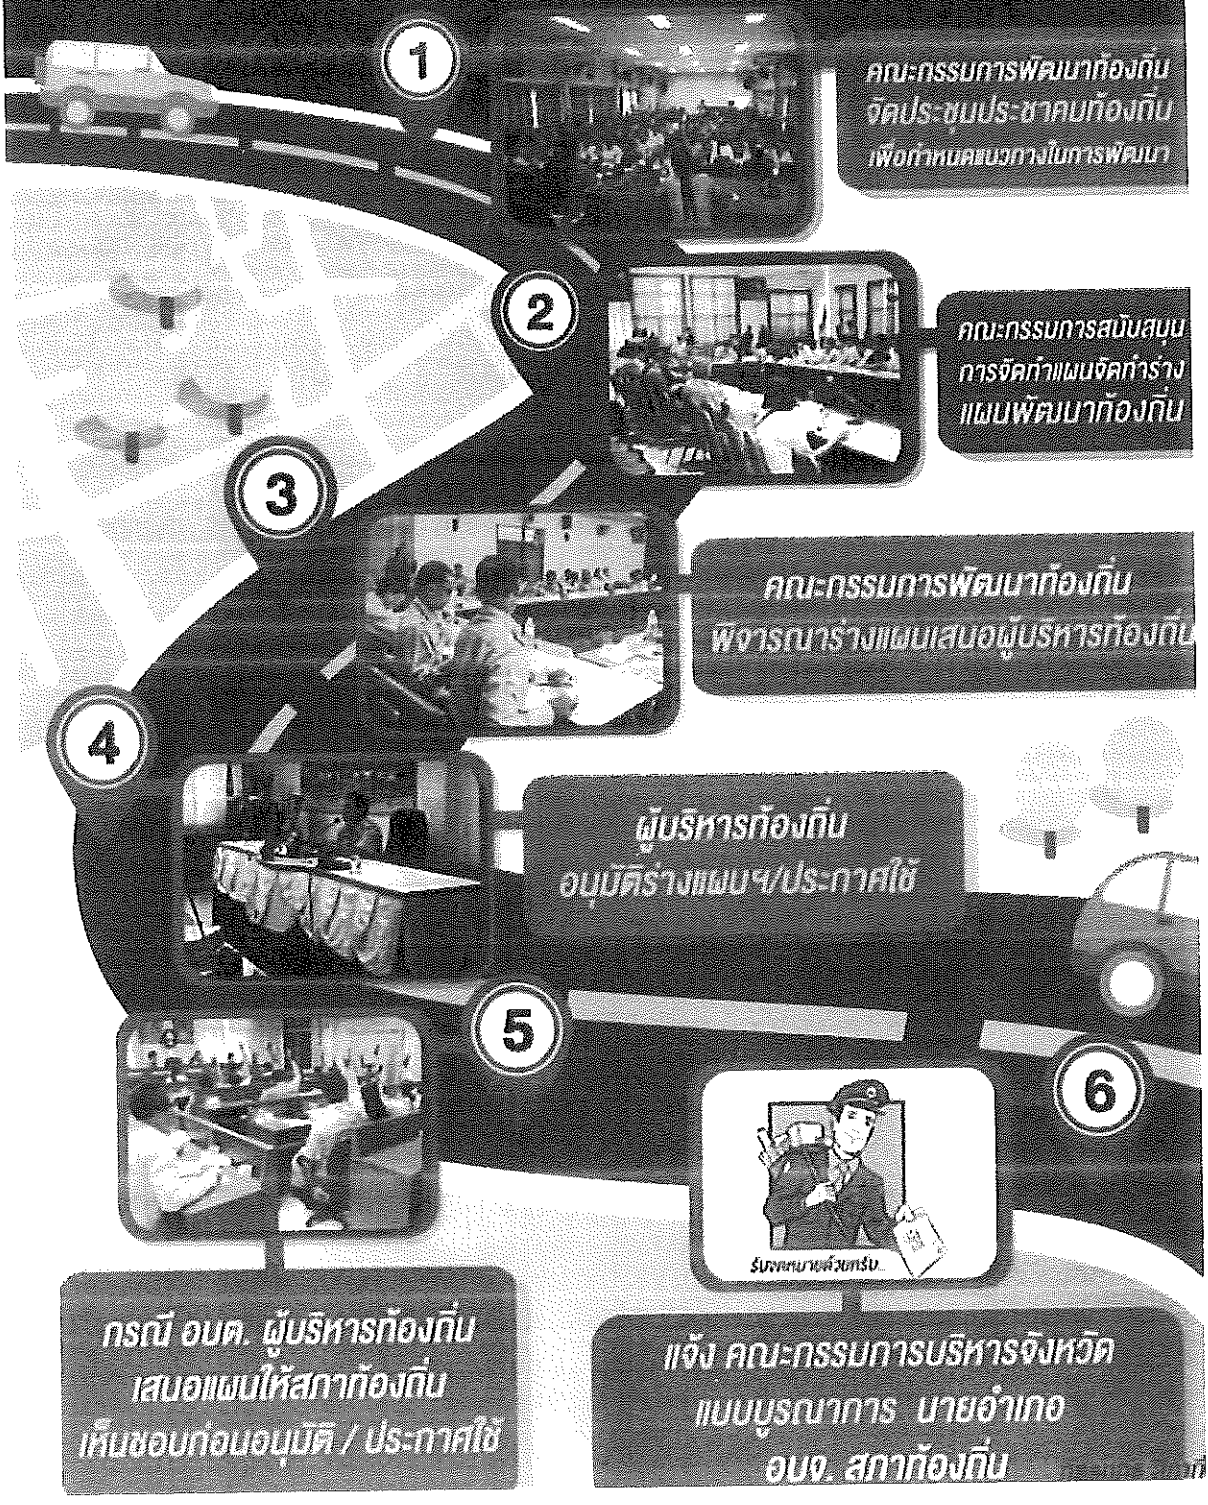 1
คณะกรรมการพัฒนาท้องถิ่น
จัดประชุมประชาคมท้องถิ่น
เพื่อกำหนดแนวทางในการพัฒนา
2
คณะกรรมการสนับสนุน
การจัดทำแผนจัดทำร่าง
แผนพัฒนาท้องถิ่น
3
คณะกรรมการพัฒนาท้องถิ่น
พิจารณาร่างแผนเสนอผู้บริหารท้องถิ่น
4
ผู้บริหารท้องถิ่น
อนุมัติร่างแผนฯ/ประกาศใช้
5
กรณี อบต. ผู้บริหารท้องถิ่น
เสนอแผนให้สภาท้องถิ่น
เห็นชอบก่อนอนุมัติ / ประกาศใช้
6
รับจดหมายด้วยครับ...
แจ้ง คณะกรรมการบริหารจังหวัด
แบบบูรณาการ นายอำเภอ
อบจ. สภาท้องถิ่น